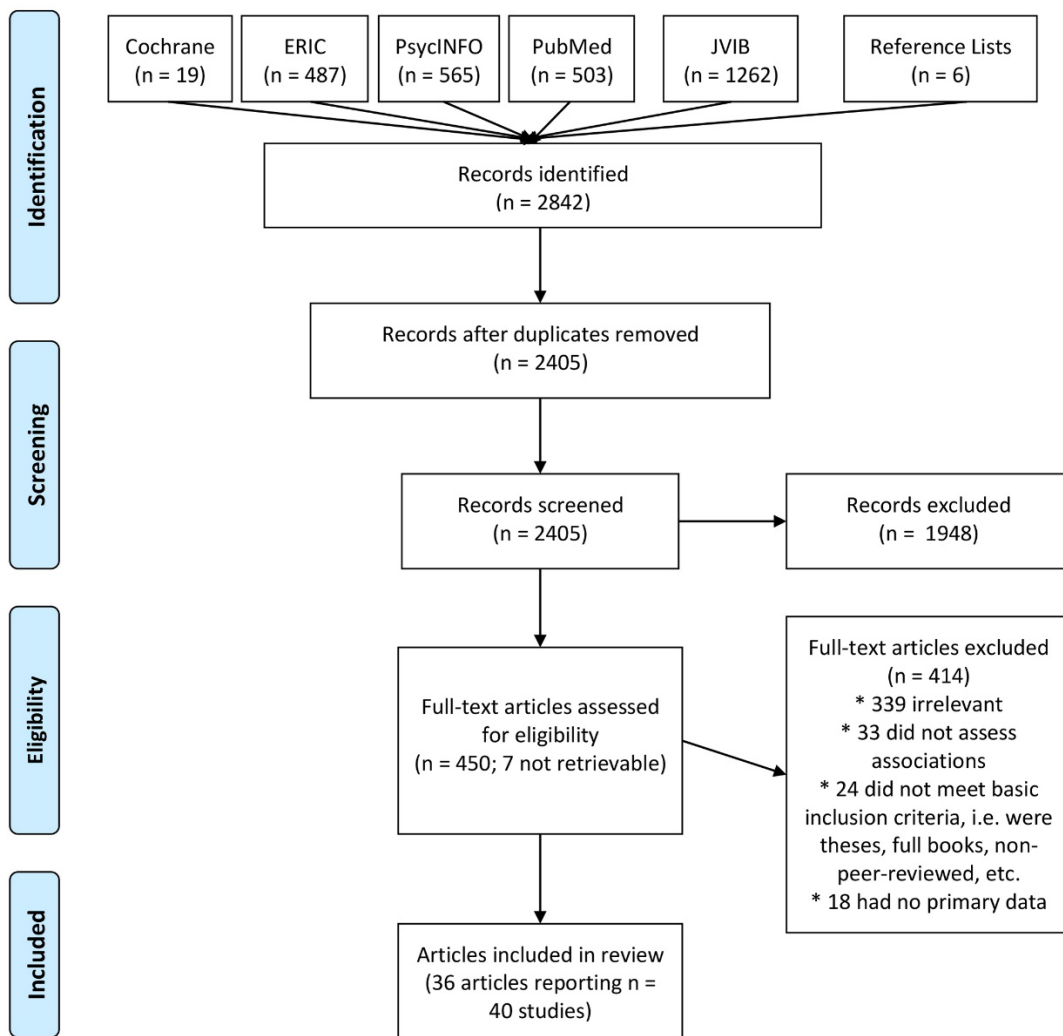 Identification
Cochrane
(n = 19)
ERIC
(n = 487)
PsycINFO
(n = 565)
PubMed
(n = 503)
JVIB
(n = 1262)
Reference Lists
(n = 6)
Records identified
(n = 2842)
Screening
Records after duplicates removed
(n = 2405)
Records screened
(n = 2405)
Records excluded
(n =  1948)
Eligibility
Full-text articles assessed
for eligibility
(n = 450; 7 not retrievable)
Full-text articles excluded
(n = 414)
* 339 irrelevant
* 33 did not assess
associations
* 24 did not meet basic
inclusion criteria, i.e. were
theses, full books, non-
peer-reviewed, etc.
* 18 had no primary data
Included
Articles included in review
(36 articles reporting n =
40 studies)